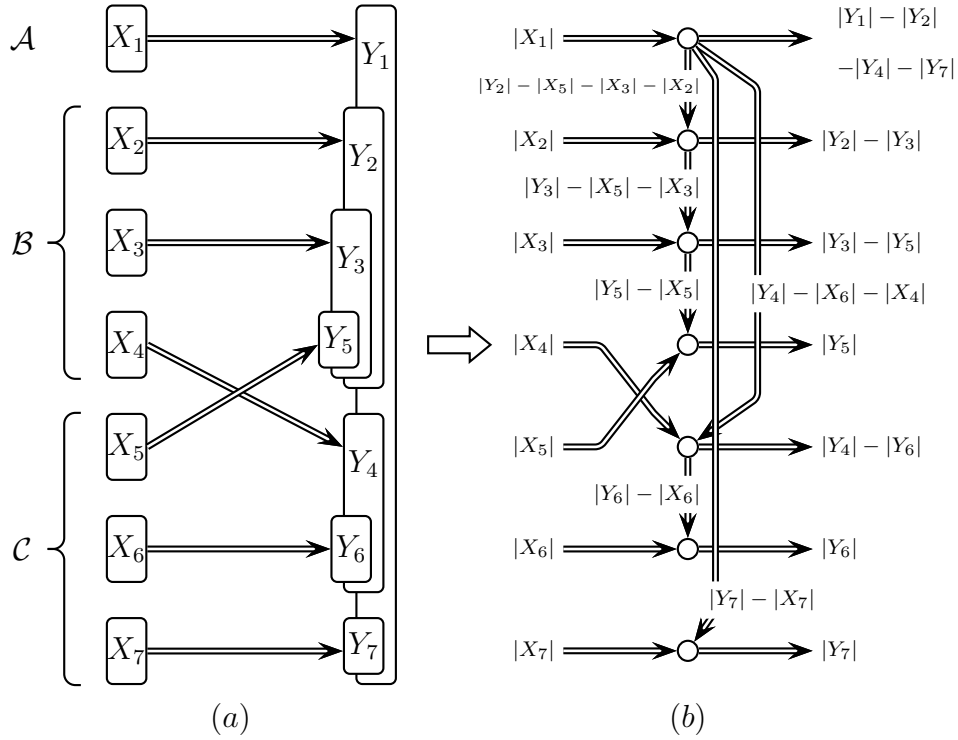 𝒜 X₁ Y₁
X₂ Y₂
ℬ X₃ Y₃
X₄ Y₅
X₅ Y₄
𝒞 X₆ Y₆
X₇ Y₇
(a)
|X₁| |Y₁| − |Y₂|
−|Y₄| − |Y₇|
|Y₂| − |X₅| − |X₃| − |X₂|
|X₂| |Y₂| − |Y₃|
|Y₃| − |X₅| − |X₃|
|X₃| |Y₃| − |Y₅|
|Y₅| − |X₅| |Y₄| − |X₆| − |X₄|
|X₄| |Y₅|
|X₅| |Y₄| − |Y₆|
|Y₆| − |X₆|
|X₆| |Y₆|
|Y₇| − |X₇|
|X₇| |Y₇|
(b)